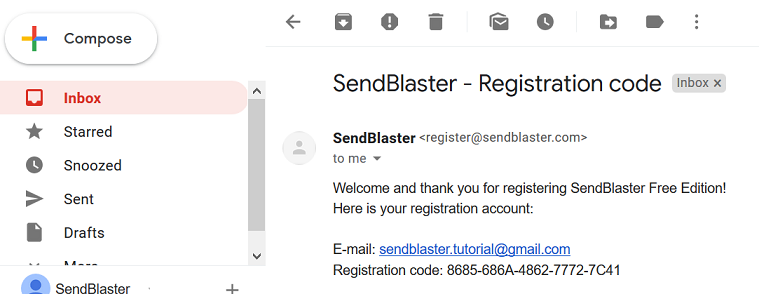 Compose
Inbox
Starred
Snoozed
Sent
Drafts
SendBlaster
SendBlaster - Registration code Inbox x
SendBlaster <register@sendblaster.com>
to me
Welcome and thank you for registering SendBlaster Free Edition!
Here is your registration account:
E-mail: sendblaster.tutorial@gmail.com
Registration code: 8685-686A-4862-7772-7C41